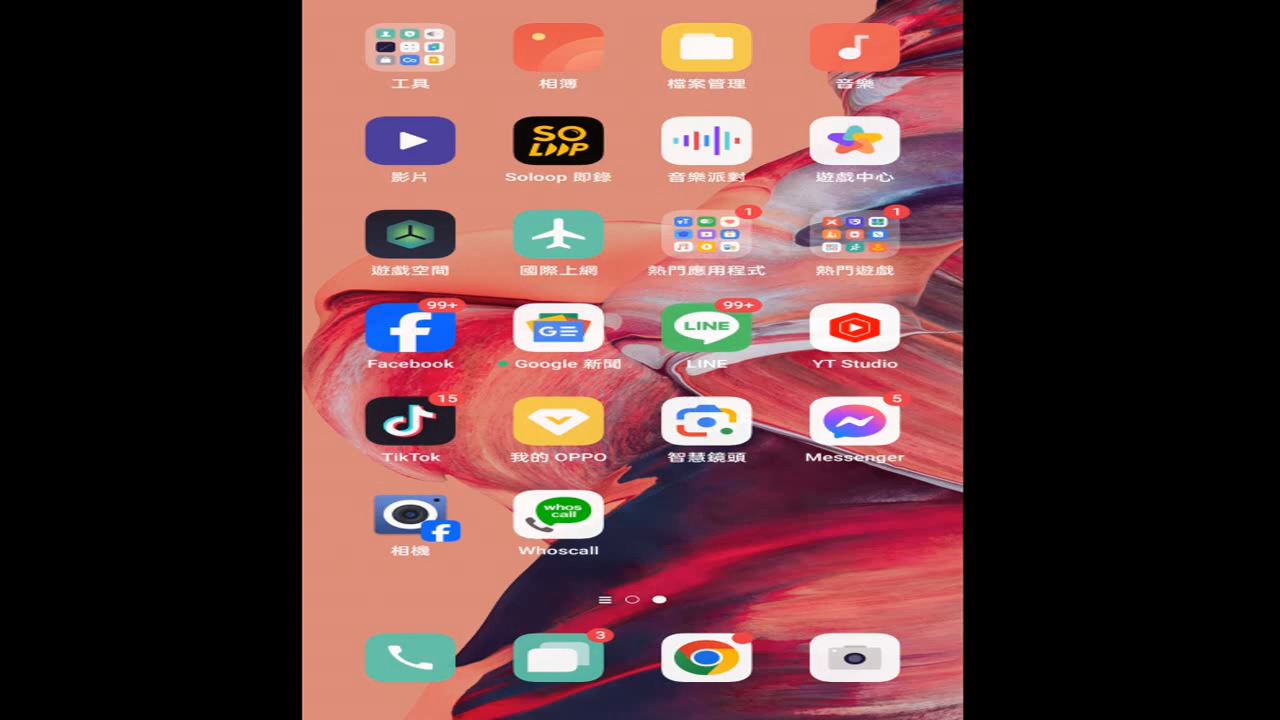 工具 相簿 檔案管理 音樂
SO
LOOP
影片 Soloop 即錄 音樂派對 遊戲中心
1 1
遊戲空間 國際上網 熱門應用程式 熱門遊戲
99+ 99+
G LINE
Facebook Google 新聞 LINE YT Studio
15 5
TikTok 我的 OPPO 智慧鏡頭 Messenger
whos
call
相機 Whoscall
3